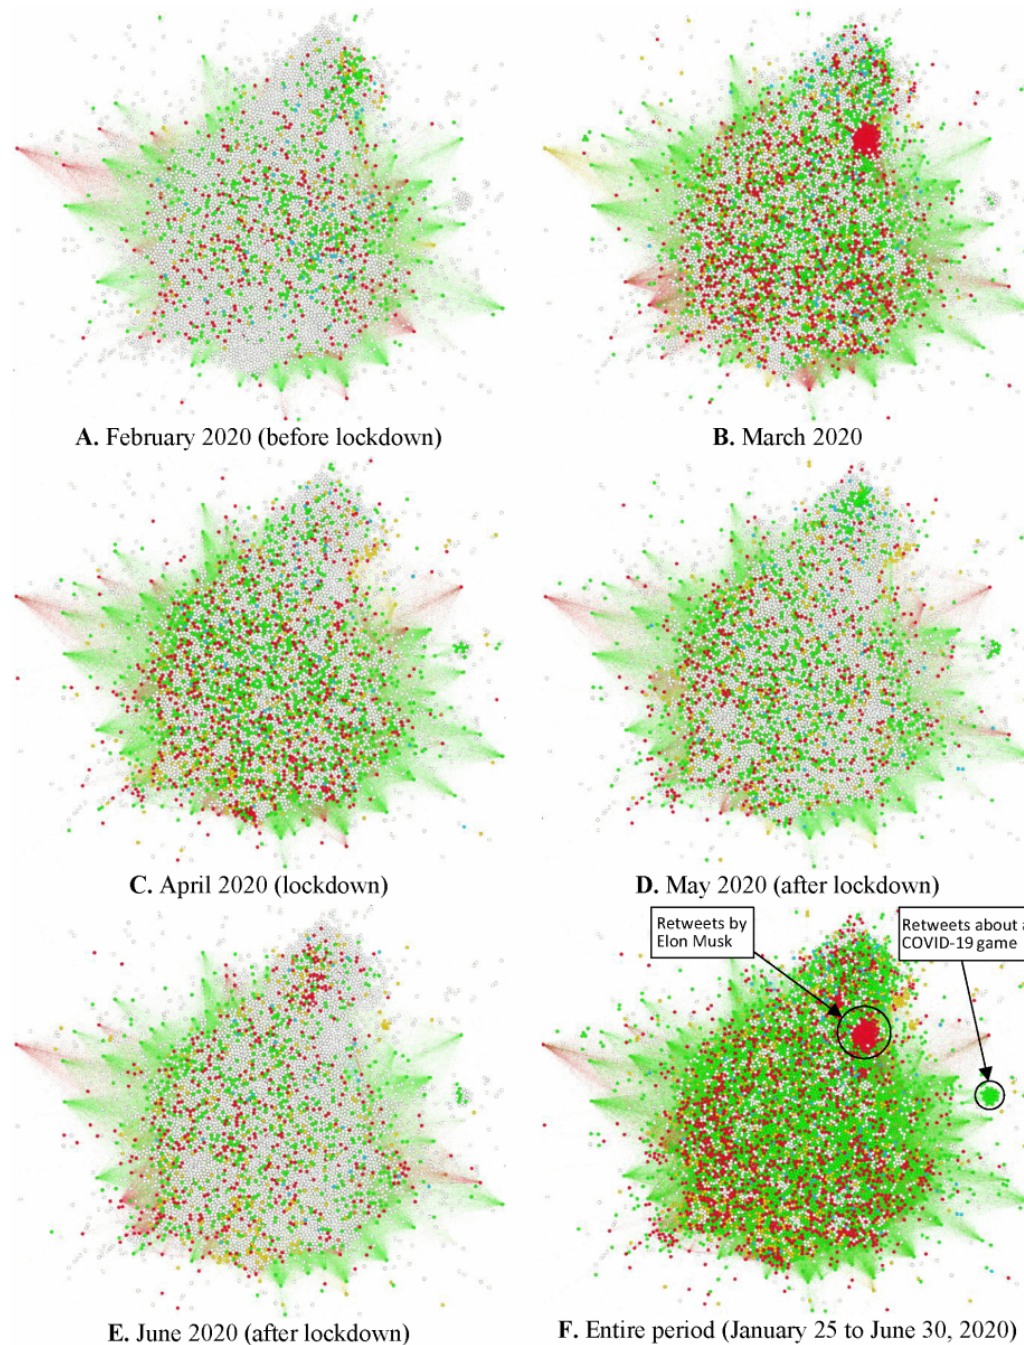 A. February 2020 (before lockdown)
B. March 2020
C. April 2020 (lockdown)
D. May 2020 (after lockdown)
Retweets by
Elon Musk
Retweets about a
COVID-19 game
E. June 2020 (after lockdown)
F. Entire period (January 25 to June 30, 2020)